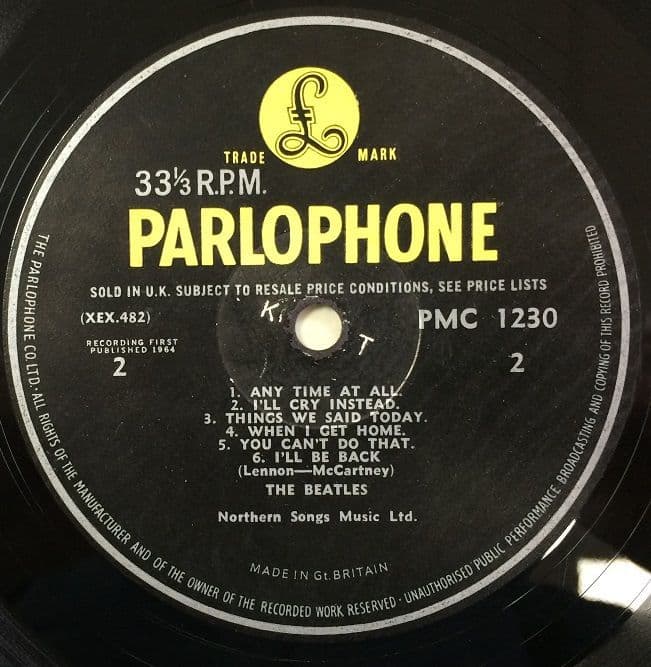 £
TRADE MARK
33⅓ R.P.M.
PARLOPHONE
SOLD IN U.K. SUBJECT TO RESALE PRICE CONDITIONS, SEE PRICE LISTS
(XEX.482)
PMC 1230
RECORDING FIRST
PUBLISHED 1964
2
2
K T
1. ANY TIME AT ALL.
2. I'LL CRY INSTEAD.
3. THINGS WE SAID TODAY.
4. WHEN I GET HOME.
5. YOU CAN'T DO THAT.
6. I'LL BE BACK
(Lennon—McCartney)
THE BEATLES
Northern Songs Music Ltd.
MADE IN Gt. BRITAIN
THE PARLOPHONE CO. LTD. · ALL RIGHTS OF THE MANUFACTURER AND OF THE OWNER OF THE RECORDED WORK RESERVED · UNAUTHORISED PUBLIC PERFORMANCE BROADCASTING AND COPYING OF THIS RECORD PROHIBITED